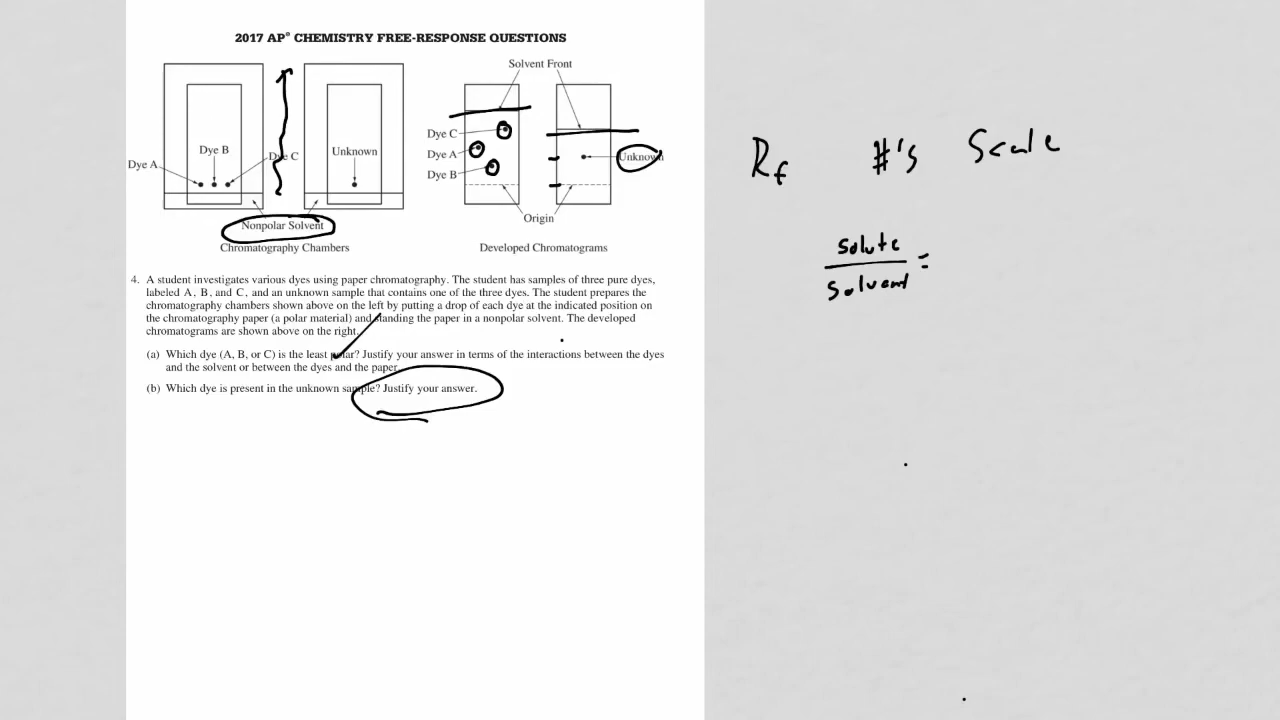 2017 AP® CHEMISTRY FREE-RESPONSE QUESTIONS
Solvent Front
Dye A
Dye B
Dye C
Unknown
Dye C
Dye A
Dye B
Unknown
Nonpolar Solvent
Origin
Chromatography Chambers
Developed Chromatograms
4. A student investigates various dyes using paper chromatography. The student has samples of three pure dyes,
labeled A, B, and C, and an unknown sample that contains one of the three dyes. The student prepares the
chromatography chambers shown above on the left by putting a drop of each dye at the indicated position on
the chromatography paper (a polar material) and standing the paper in a nonpolar solvent. The developed
chromatograms are shown above on the right.
(a) Which dye (A, B, or C) is the least polar? Justify your answer in terms of the interactions between the dyes
and the solvent or between the dyes and the paper.
(b) Which dye is present in the unknown sample? Justify your answer.
Rf #'s Scale
solute
solvent =